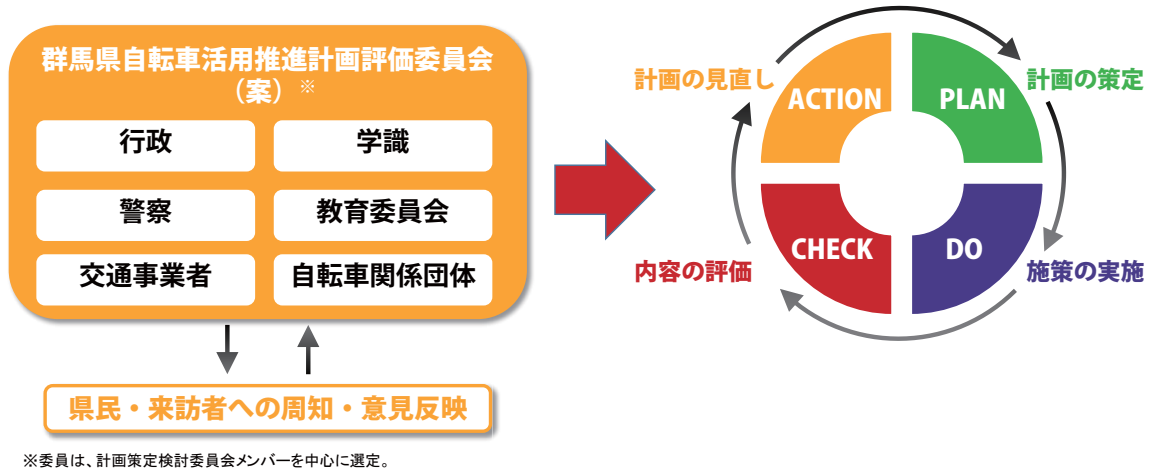 群馬県自転車活用推進計画評価委員会
（案）※
行政
学識
警察
教育委員会
交通事業者
自転車関係団体
県民・来訪者への周知・意見反映
※委員は、計画策定検討委員会メンバーを中心に選定。
計画の見直し
ACTION
PLAN
計画の策定
内容の評価
CHECK
DO
施策の実施